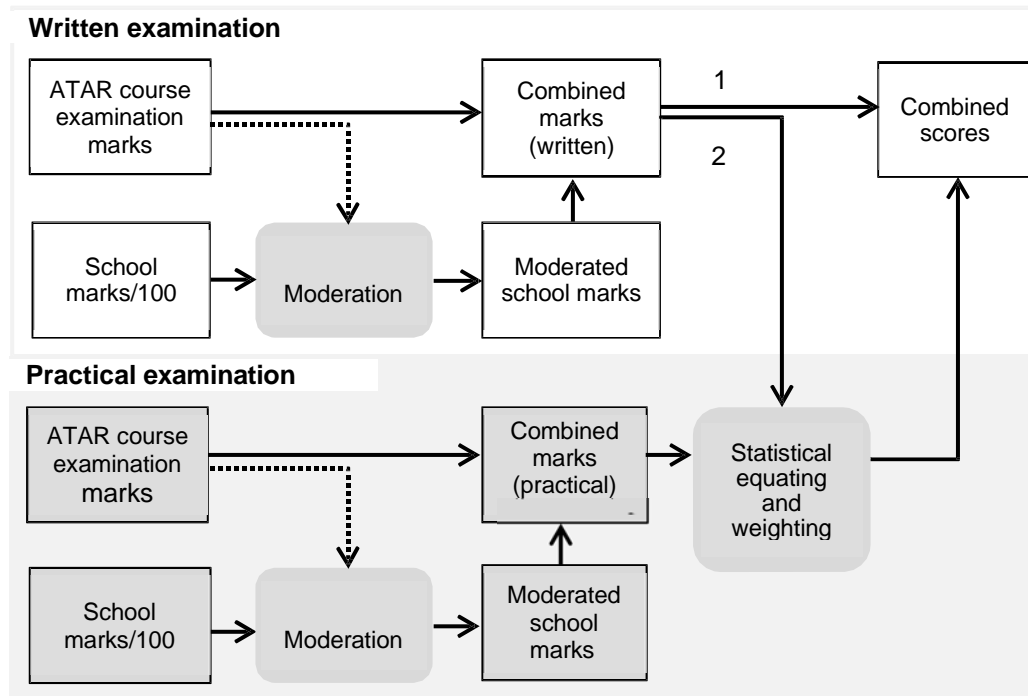 Written examination
ATAR course
examination
marks
Combined
marks
(written)
1
2
Combined
scores
School
marks/100
Moderation
Moderated
school marks
Practical examination
ATAR course
examination
marks
Combined
marks
(practical)
Statistical
equating
and
weighting
School
marks/100
Moderation
Moderated
school
marks